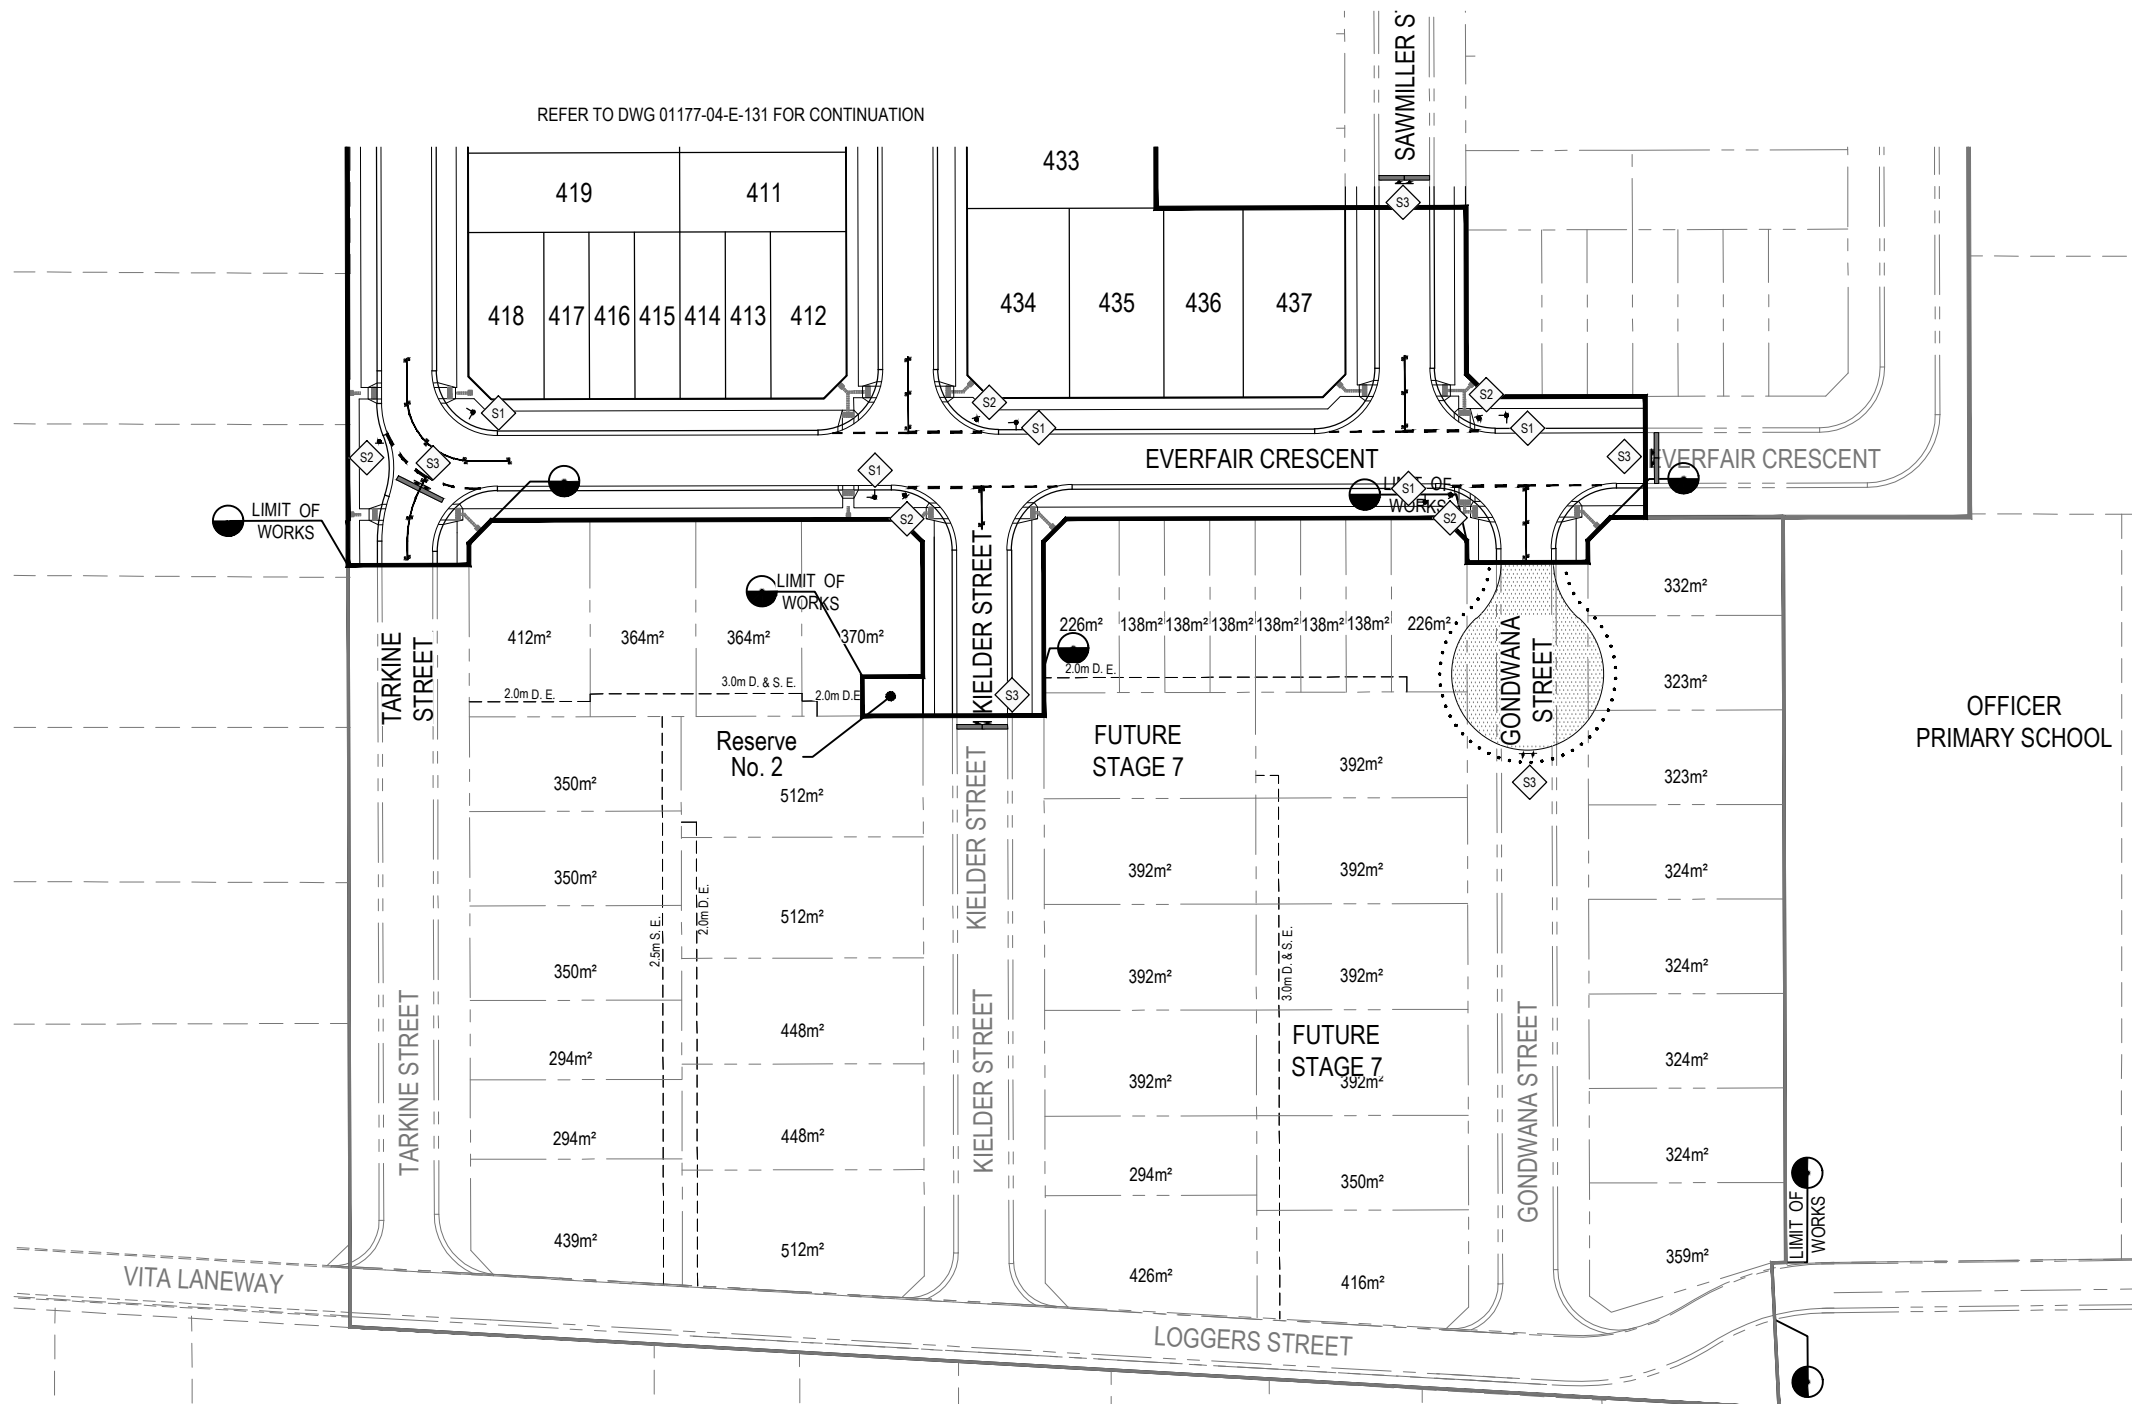 SAWMILLER S
REFER TO DWG 01177-04-E-131 FOR CONTINUATION
433
419
411
S3
434
435
436
437
418
417
416
415
414
413
412
S1
S2
S1
S2
S1
S2
S3
S1
EVERFAIR CRESCENT
S3
EVERFAIR CRESCENT
LIMIT OF
WORKS
S1
S2
S2
LIMIT OF
WORKS
LIMIT OF
WORKS
TARKINE
STREET
412m²
364m²
364m²
370m²
2.0m D. E.
3.0m D. & S. E.
2.0m D.E
KIELDER STREET
S3
226m²
138m²
138m²
138m²
138m²
138m²
138m²
226m²
2.0m D. E.
GONDWANA
STREET
S3
332m²
323m²
323m²
324m²
324m²
324m²
324m²
359m²
OFFICER
PRIMARY SCHOOL
Reserve
No. 2
FUTURE
STAGE 7
350m²
350m²
350m²
294m²
294m²
439m²
2.5m S. E.
2.0m D. E.
512m²
512m²
448m²
448m²
512m²
KIELDER STREET
KIELDER STREET
TARKINE STREET
392m²
392m²
392m²
294m²
426m²
392m²
392m²
392m²
3.0m D. & S. E.
FUTURE
STAGE 7
392m²
350m²
416m²
GONDWANA STREET
LIMIT OF
WORKS
VITA LANEWAY
LOGGERS STREET